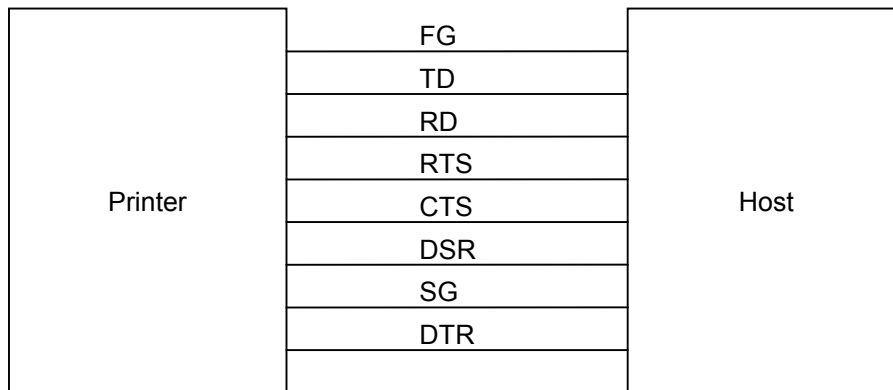 FG
TD
RD
RTS
Printer
CTS
Host
DSR
SG
DTR